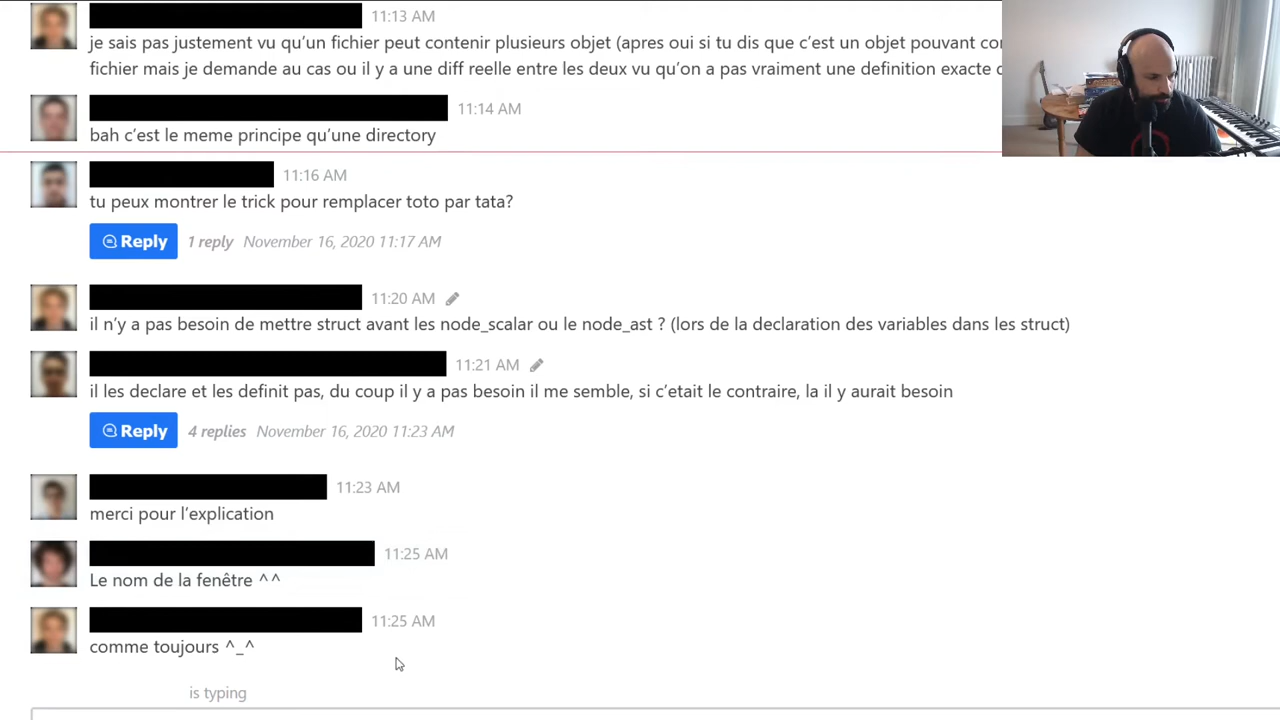 11:13 AM
je sais pas justement vu qu'un fichier peut contenir plusieurs objet (apres oui si tu dis que c'est un objet pouvant
fichier mais je demande au cas ou il y a une diff reelle entre les deux vu qu'on a pas vraiment une definition exacte
11:14 AM
bah c'est le meme principe qu'une directory
11:16 AM
tu peux montrer le trick pour remplacer toto par tata?
Reply 1 reply November 16, 2020 11:17 AM
11:20 AM
il n'y a pas besoin de mettre struct avant les node_scalar ou le node_ast ? (lors de la declaration des variables dans les struct)
11:21 AM
il les declare et les definit pas, du coup il y a pas besoin il me semble, si c'etait le contraire, la il y aurait besoin
Reply 4 replies November 16, 2020 11:23 AM
11:23 AM
merci pour l'explication
11:25 AM
Le nom de la fenêtre ^^
11:25 AM
comme toujours ^_^
is typing